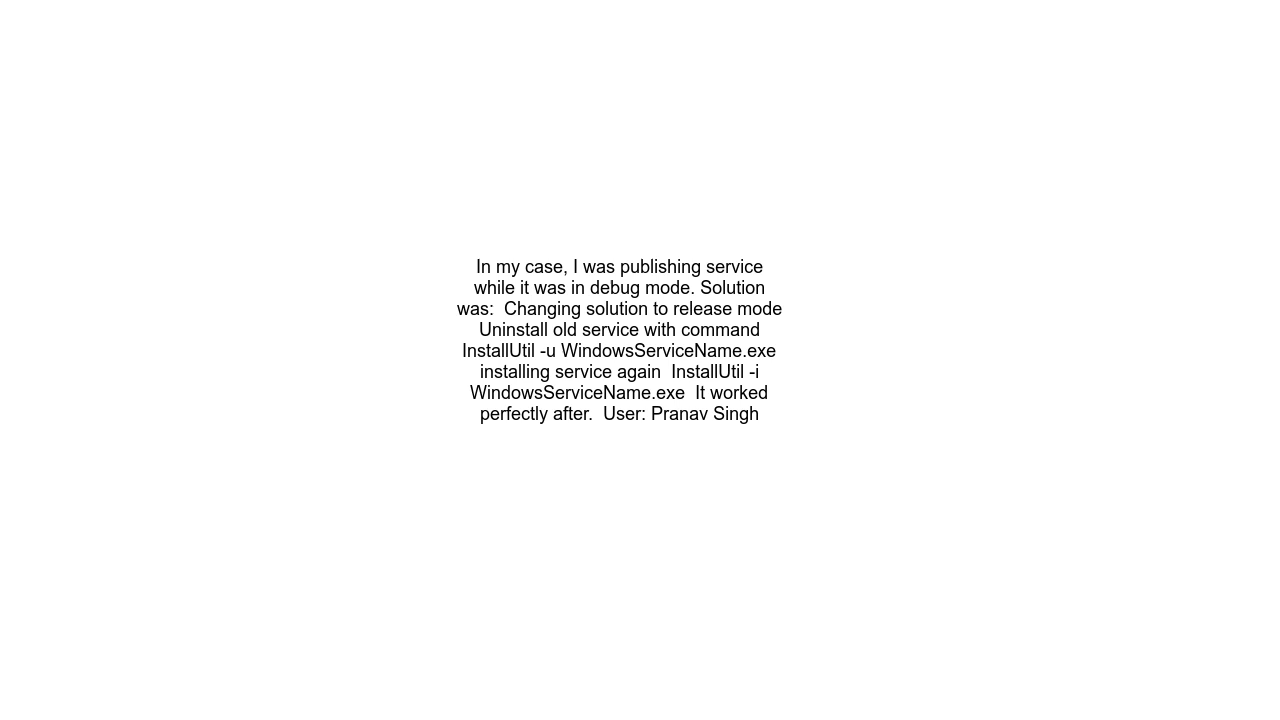 In my case, I was publishing service
while it was in debug mode. Solution
was:  Changing solution to release mode
Uninstall old service with command
InstallUtil -u WindowsServiceName.exe
installing service again  InstallUtil -i
WindowsServiceName.exe  It worked
perfectly after.  User: Pranav Singh